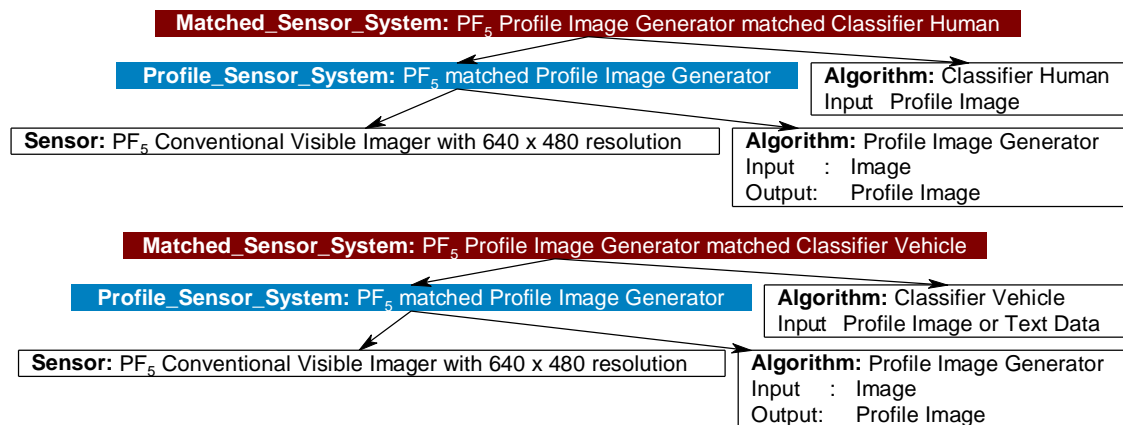 Matched_Sensor_System: PF5 Profile Image Generator matched Classifier Human
Profile_Sensor_System: PF5 matched Profile Image Generator
Algorithm: Classifier Human
Input Profile Image
Sensor: PF5 Conventional Visible Imager with 640 x 480 resolution
Algorithm: Profile Image Generator
Input : Image
Output: Profile Image
Matched_Sensor_System: PF5 Profile Image Generator matched Classifier Vehicle
Profile_Sensor_System: PF5 matched Profile Image Generator
Algorithm: Classifier Vehicle
Input Profile Image or Text Data
Sensor: PF5 Conventional Visible Imager with 640 x 480 resolution
Algorithm: Profile Image Generator
Input : Image
Output: Profile Image